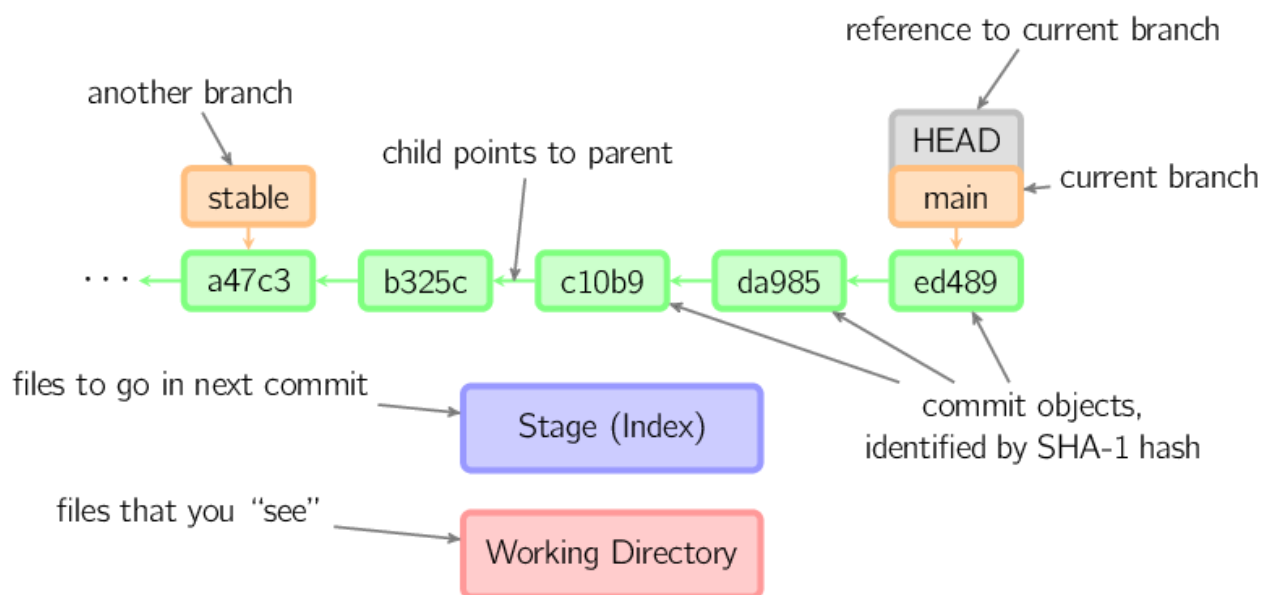 reference to current branch
another branch
child points to parent
HEAD
current branch
stable
main
···
a47c3
b325c
c10b9
da985
ed489
files to go in next commit
Stage (Index)
commit objects,
identified by SHA-1 hash
files that you “see”
Working Directory